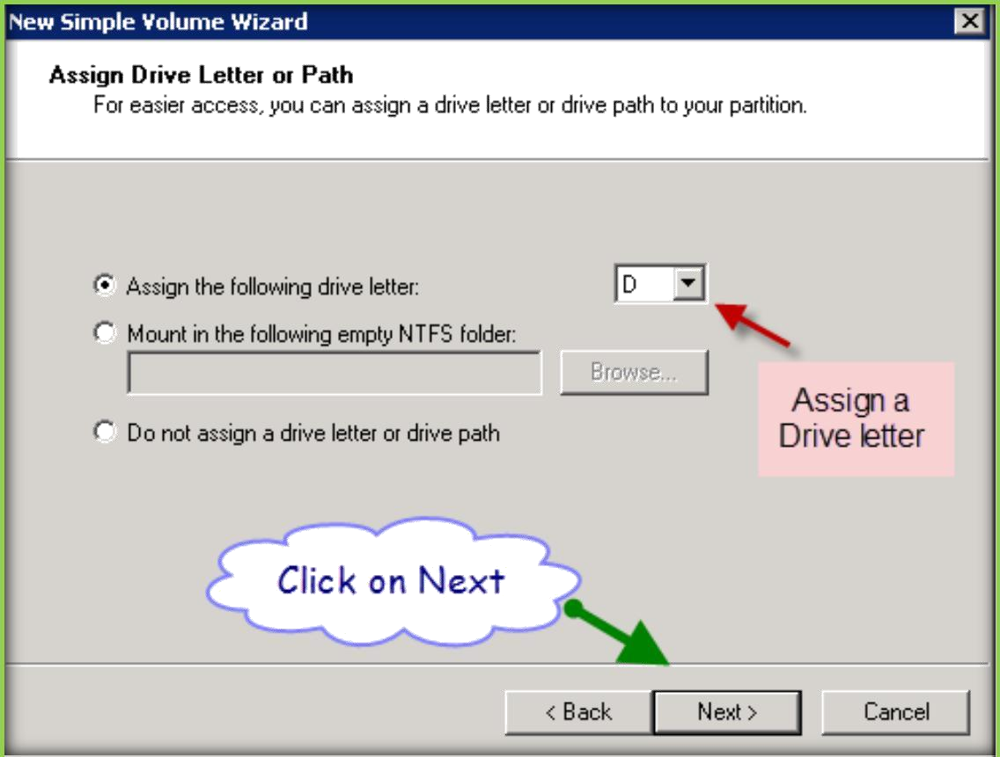 New Simple Volume Wizard
Assign Drive Letter or Path
For easier access, you can assign a drive letter or drive path to your partition.
Assign the following drive letter:
D
Mount in the following empty NTFS folder:
Browse...
Assign a
Drive letter
Do not assign a drive letter or drive path
Click on Next
< Back
Next >
Cancel